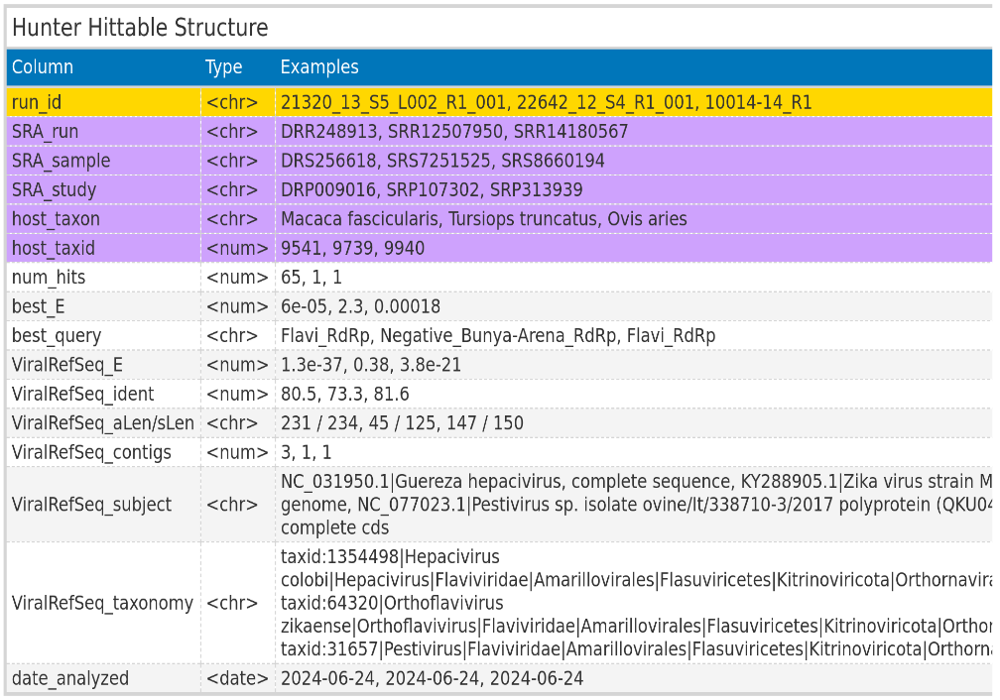 Hunter Hittable Structure
Column Type Examples
run_id <chr> 21320_13_S5_L002_R1_001, 22642_12_S4_R1_001, 10014-14_R1
SRA_run <chr> DRR248913, SRR12507950, SRR14180567
SRA_sample <chr> DRS256618, SRS7251525, SRS8660194
SRA_study <chr> DRP009016, SRP107302, SRP313939
host_taxon <chr> Macaca fascicularis, Tursiops truncatus, Ovis aries
host_taxid <num> 9541, 9739, 9940
num_hits <num> 65, 1, 1
best_E <num> 6e-05, 2.3, 0.00018
best_query <chr> Flavi_RdRp, Negative_Bunya-Arena_RdRp, Flavi_RdRp
ViralRefSeq_E <num> 1.3e-37, 0.38, 3.8e-21
ViralRefSeq_ident <num> 80.5, 73.3, 81.6
ViralRefSeq_aLen/sLen <chr> 231 / 234, 45 / 125, 147 / 150
ViralRefSeq_contigs <num> 3, 1, 1
NC_031950.1|Guereza hepacivirus, complete sequence, KY288905.1|Zika virus strain M
ViralRefSeq_subject <chr> genome, NC_077023.1|Pestivirus sp. isolate ovine/It/338710-3/2017 polyprotein (QKU04
complete cds
taxid:1354498|Hepacivirus
colobi|Hepacivirus|Flaviviridae|Amarillovirales|Flasuviricetes|Kitrinoviricota|Orthornavira
ViralRefSeq_taxonomy <chr> taxid:64320|Orthoflavivirus
zikaense|Orthoflavivirus|Flaviviridae|Amarillovirales|Flasuviricetes|Kitrinoviricota|Orthor
taxid:31657|Pestivirus|Flaviviridae|Amarillovirales|Flasuviricetes|Kitrinoviricota|Orthorna
date_analyzed <date> 2024-06-24, 2024-06-24, 2024-06-24